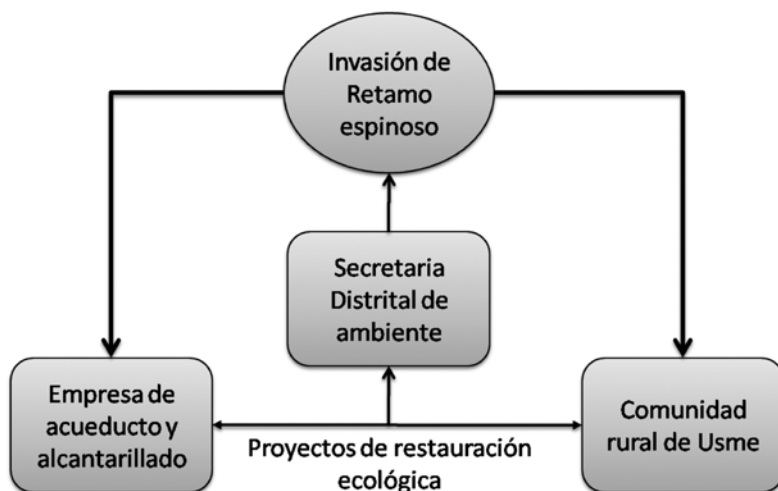 Invasión de
Retamo
espinoso
Secretaria
Distrital de
ambiente
Empresa de
acueducto y
alcantarillado
Proyectos de restauración
ecológica
Comunidad
rural de Usme